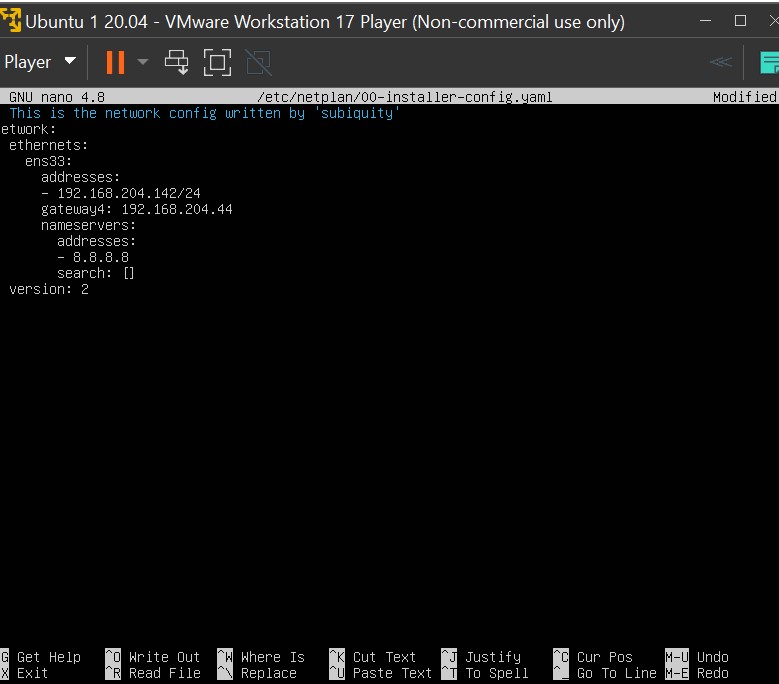 Ubuntu 1 20.04 - VMware Workstation 17 Player (Non-commercial use only)
Player
GNU nano 4.8 /etc/netplan/00-installer-config.yaml Modified
This is the network config written by 'subiquity'
etwork:
ethernets:
ens33:
addresses:
- 192.168.204.142/24
gateway4: 192.168.204.44
nameservers:
addresses:
- 8.8.8.8
search: []
version: 2
G Get Help ^O Write Out ^W Where Is ^K Cut Text ^J Justify ^C Cur Pos M-U Undo
X Exit ^R Read File ^\ Replace ^U Paste Text ^T To Spell ^_ Go To Line M-E Redo